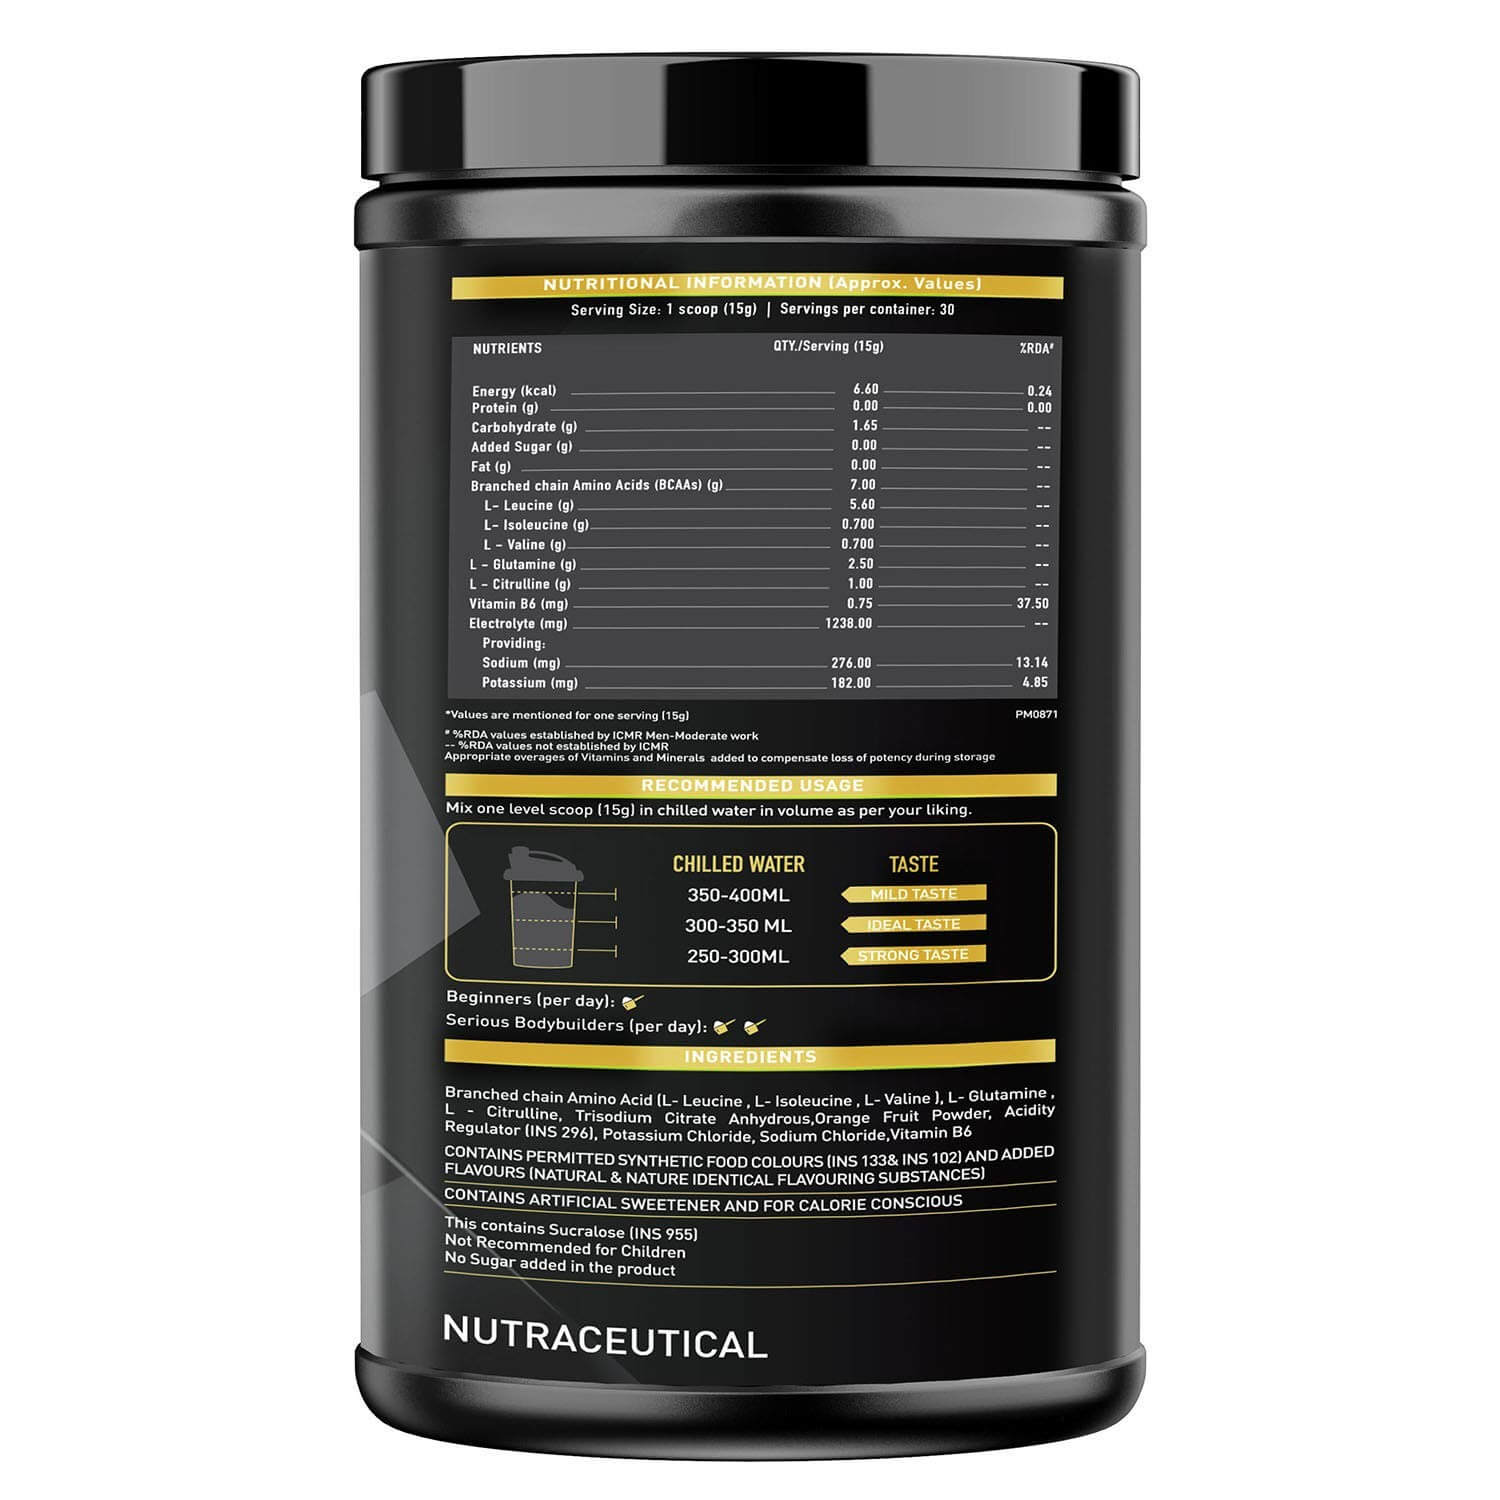 NUTRITIONAL INFORMATION (Approx. Values)
Serving Size: 1 scoop (15g) | Servings per container: 30
NUTRIENTS QTY./Serving (15g) %RDA#
Energy (kcal) 6.60 0.24
Protein (g) 0.00 0.00
Carbohydrate (g) 1.65 --
Added Sugar (g) 0.00 --
Fat (g) 0.00 --
Branched chain Amino Acids (BCAAs) (g) 7.00 --
L- Leucine (g) 5.60 --
L- Isoleucine (g) 0.700 --
L - Valine (g) 0.700 --
L - Glutamine (g) 2.50 --
L - Citrulline (g) 1.00 --
Vitamin B6 (mg) 0.75 37.50
Electrolyte (mg) 1238.00 --
Providing:
Sodium (mg) 276.00 13.14
Potassium (mg) 182.00 4.85
*Values are mentioned for one serving (15g) PM0871
# %RDA values established by ICMR Men-Moderate work
-- %RDA values not established by ICMR
Appropriate overages of Vitamins and Minerals added to compensate loss of potency during storage
RECOMMENDED USAGE
Mix one level scoop (15g) in chilled water in volume as per your liking.
CHILLED WATER TASTE
350-400ML MILD TASTE
300-350 ML IDEAL TASTE
250-300ML STRONG TASTE
Beginners (per day):
Serious Bodybuilders (per day):
INGREDIENTS
Branched chain Amino Acid (L- Leucine , L- Isoleucine , L- Valine ), L- Glutamine ,
L - Citrulline, Trisodium Citrate Anhydrous,Orange Fruit Powder, Acidity
Regulator (INS 296), Potassium Chloride, Sodium Chloride,Vitamin B6
CONTAINS PERMITTED SYNTHETIC FOOD COLOURS (INS 133& INS 102) AND ADDED
FLAVOURS (NATURAL & NATURE IDENTICAL FLAVOURING SUBSTANCES)
CONTAINS ARTIFICIAL SWEETENER AND FOR CALORIE CONSCIOUS
This contains Sucralose (INS 955)
Not Recommended for Children
No Sugar added in the product
NUTRACEUTICAL